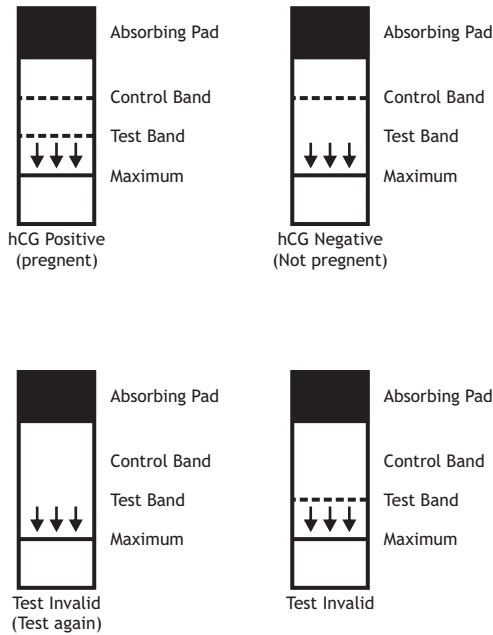 Absorbing Pad
Control Band
Test Band
Maximum
hCG Positive
(pregnent)
Absorbing Pad
Control Band
Test Band
Maximum
hCG Negative
(Not pregnent)
Absorbing Pad
Control Band
Test Band
Maximum
Test Invalid
(Test again)
Absorbing Pad
Control Band
Test Band
Maximum
Test Invalid